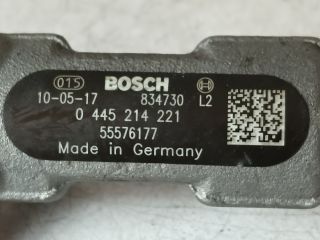 015 BOSCH
10-05-17 834730 L2
0 445 214 221
55576177
Made in Germany